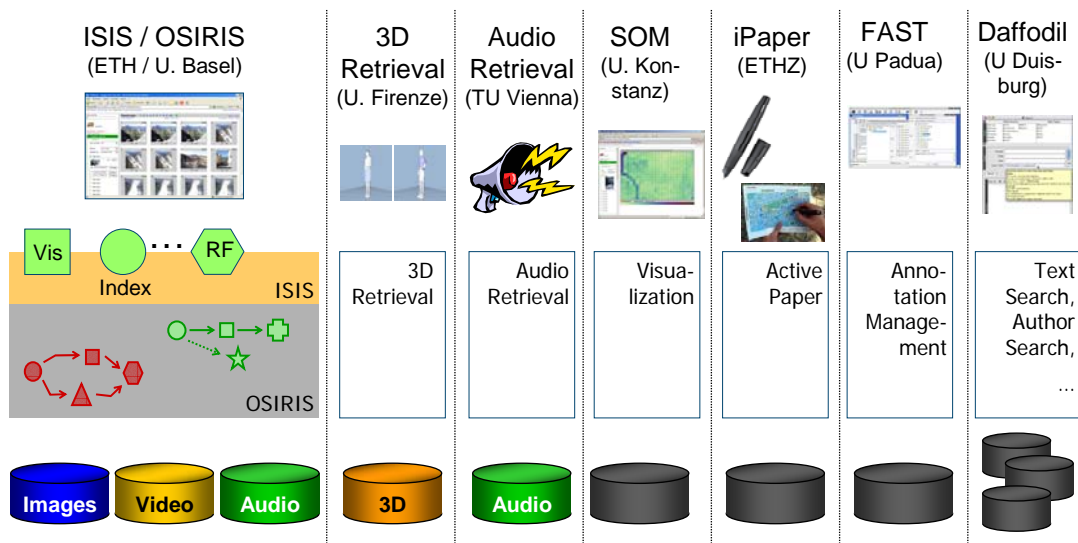 ISIS / OSIRIS
(ETH / U. Basel)
3D
Retrieval
(U. Firenze)
Audio
Retrieval
(TU Vienna)
SOM
(U. Kon-
stanz)
iPaper
(ETHZ)
FAST
(U Padua)
Daffodil
(U Duis-
burg)
Vis
...
RF
Index
ISIS
OSIRIS
3D
Retrieval
Audio
Retrieval
Visua-
lization
Active
Paper
Anno-
tation
Manage-
ment
Text
Search,
Author
Search,
...
Images
Video
Audio
3D
Audio